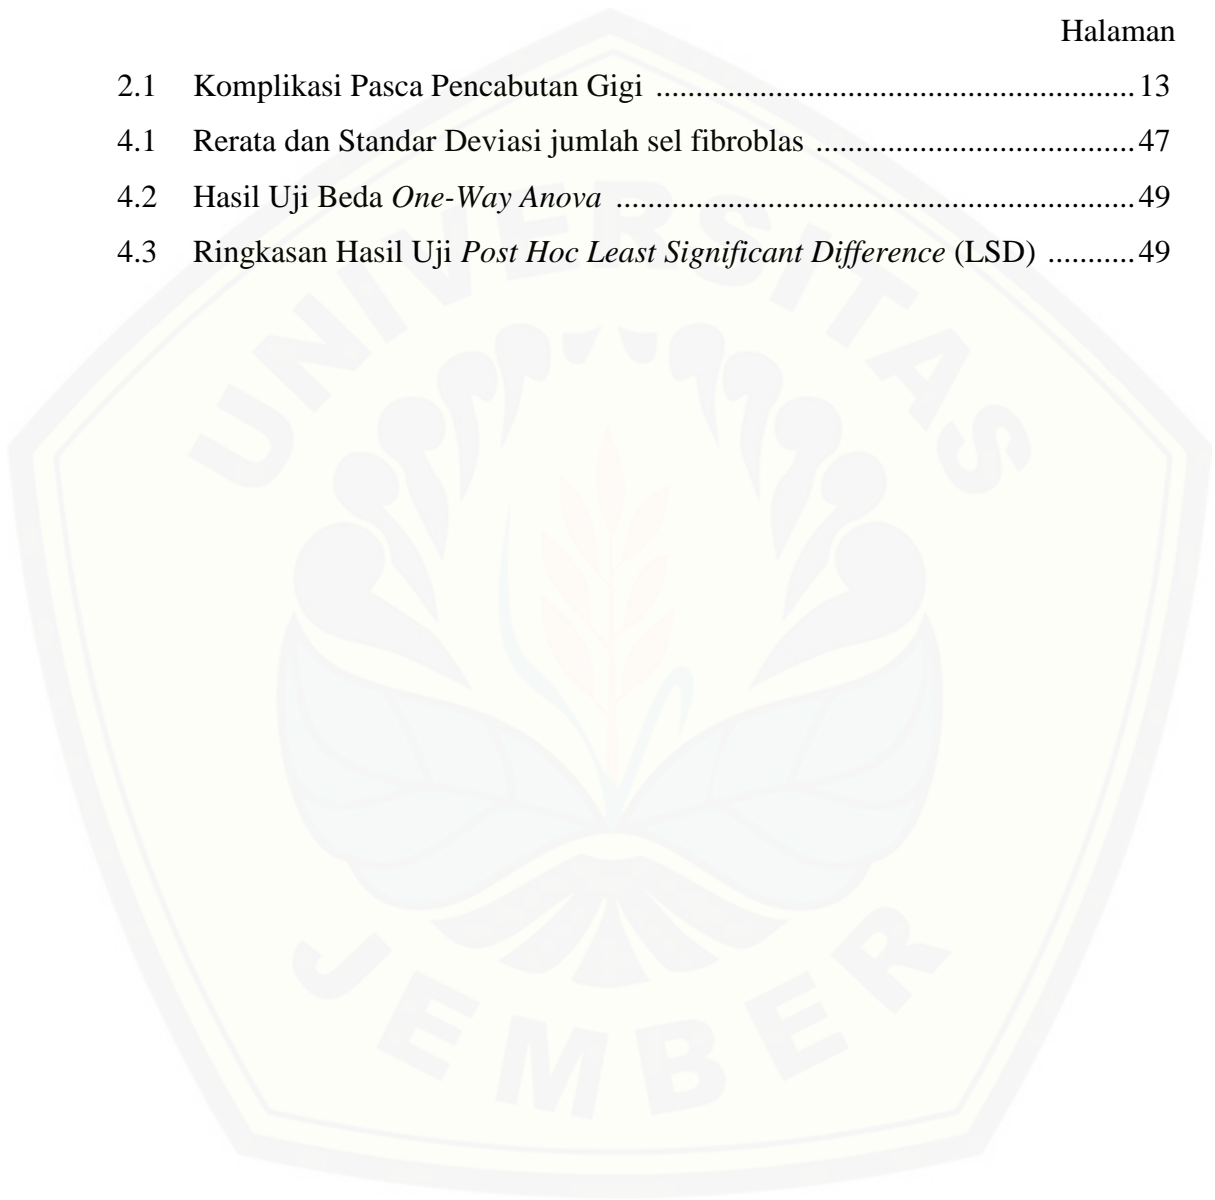 Halaman
2.1 Komplikasi Pasca Pencabutan Gigi ............................................................ 13
4.1 Rerata dan Standar Deviasi jumlah sel fibroblas ........................................ 47
4.2 Hasil Uji Beda One-Way Anova ................................................................. 49
4.3 Ringkasan Hasil Uji Post Hoc Least Significant Difference (LSD) ........... 49
UNIVERSITAS
JEMBER